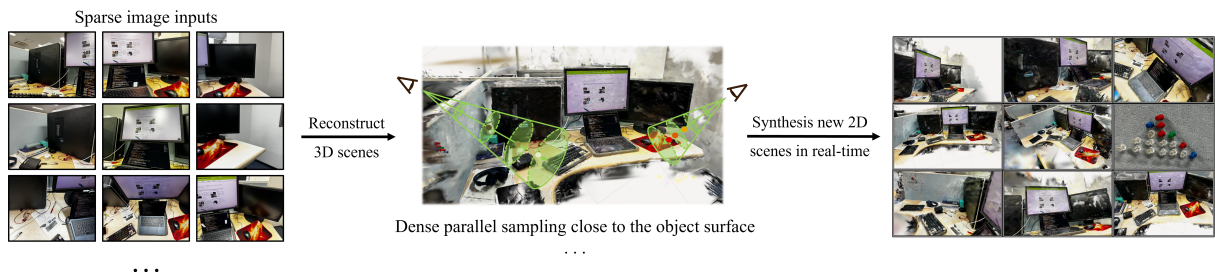 Sparse image inputs
Reconstruct
3D scenes
Dense parallel sampling close to the object surface
. . .
Synthesis new 2D
scenes in real-time
...